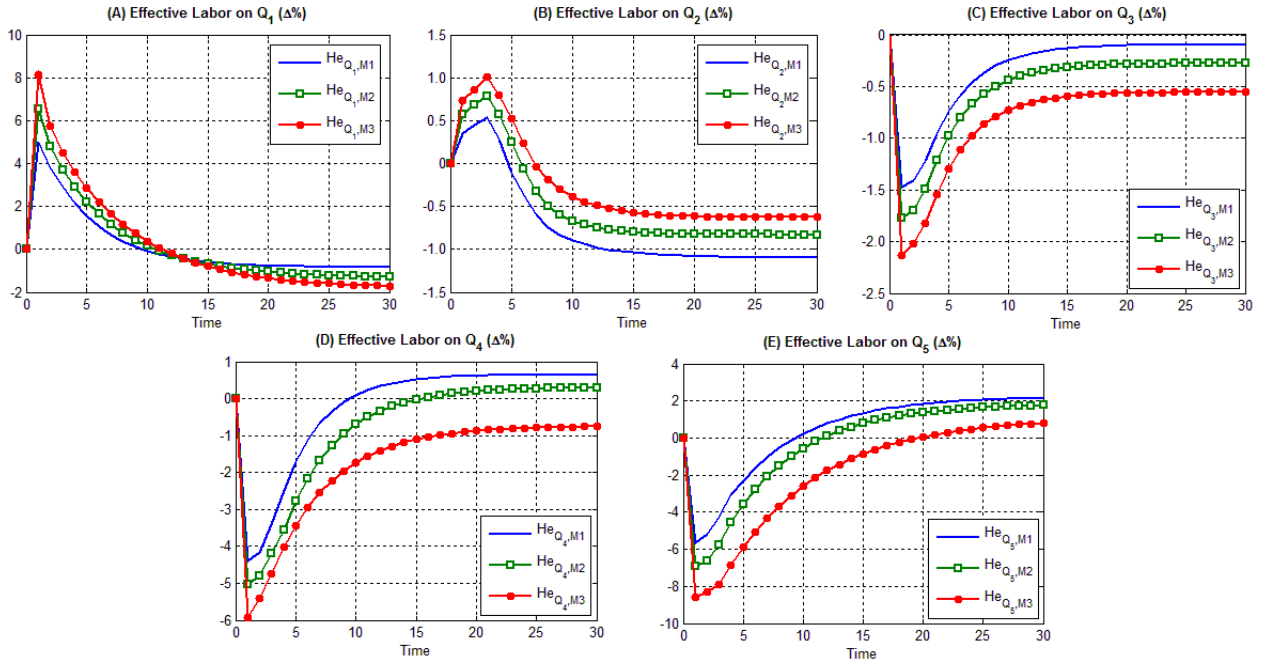 (A) Effective Labor on Q1 (Δ%)
10
8
6
4
2
0
-2
0 5 10 15 20 25 30
Time
HeQ1,M1
HeQ1,M2
HeQ1,M3
(B) Effective Labor on Q2 (Δ%)
1.5
1.0
0.5
0
-0.5
-1.0
-1.5
0 5 10 15 20 25 30
Time
HeQ2,M1
HeQ2M2
HeQ2,M3
(C) Effective Labor on Q3 (Δ%)
0
-0.5
-1.0
-1.5
-2.0
-2.5
0 5 10 15 20 25 30
Time
HeQ3,M1
HeQ3,M2
HeQ3,M3
(D) Effective Labor on Q4 (Δ%)
1
0
-1
-2
-3
-4
-5
-6
0 5 10 15 20 25 30
Time
HeQ4,M1
HeQ4,M2
HeQ4,M3
(E) Effective Labor on Q5 (Δ%)
4
2
0
-2
-4
-6
-8
-10
0 5 10 15 20 25 30
Time
HeQ5,M1
HeQ5,M2
HeQ5,M3